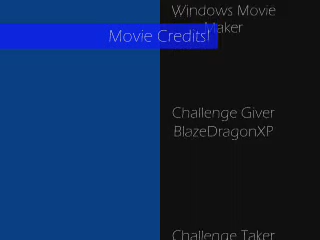 Windows Movie
Maker
Movie Credits!
Challenge Giver
BlazeDragonXP
Challenge Taker